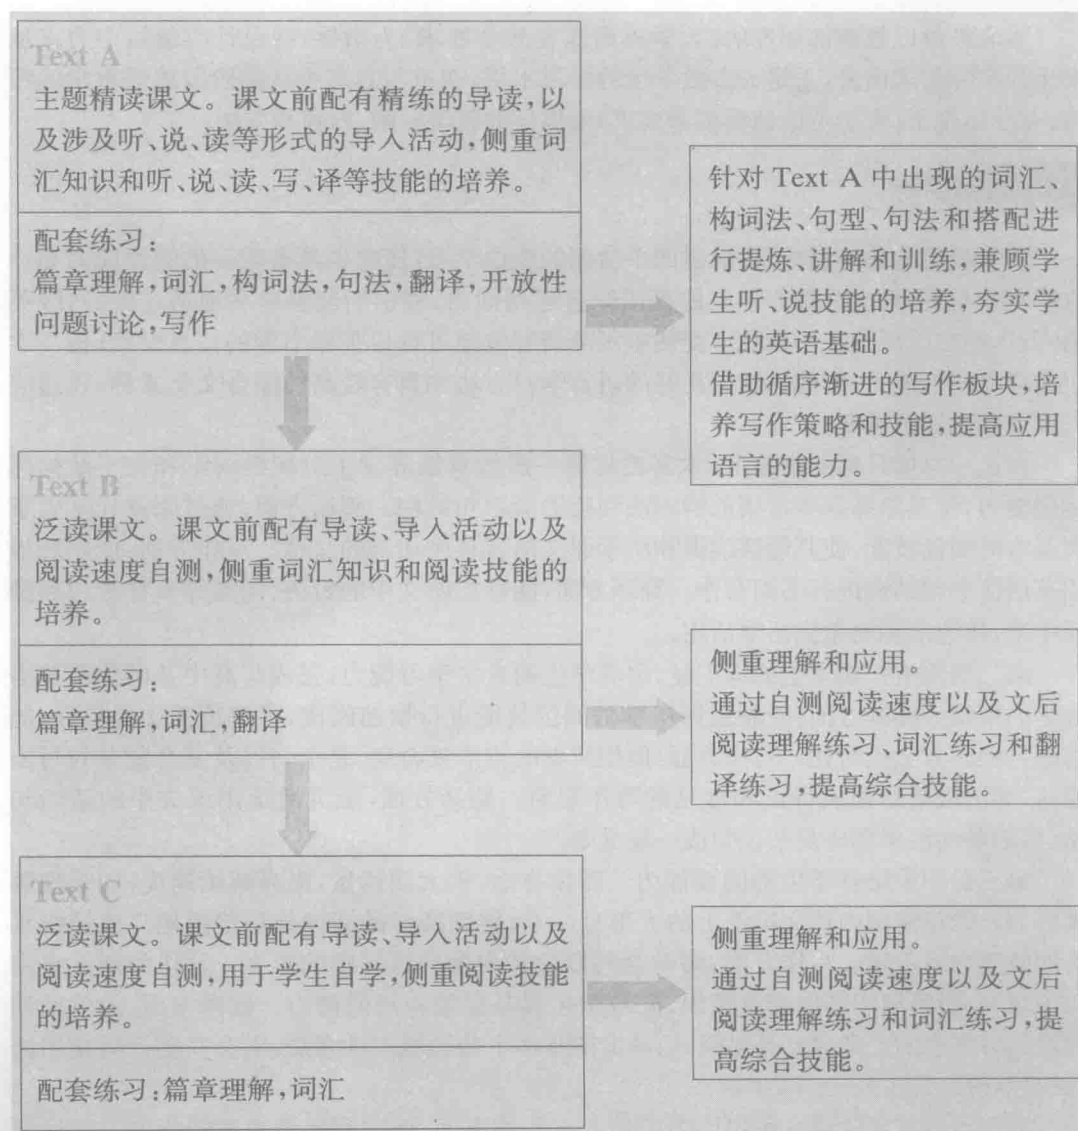 Text A
主题精读课文。课文前配有精练的导读,以
及涉及听、说、读等形式的导入活动,侧重词
汇知识和听、说、读、写、译等技能的培养。
配套练习:
篇章理解,词汇,构词法,句法,翻译,开放性
问题讨论,写作
针对 Text A 中出现的词汇、
构词法、句型、句法和搭配进
行提炼、讲解和训练,兼顾学
生听、说技能的培养,夯实学
生的英语基础。
借助循序渐进的写作板块,培
养写作策略和技能,提高应用
语言的能力。
Text B
泛读课文。课文前配有导读、导入活动以及
阅读速度自测,侧重词汇知识和阅读技能的
培养。
配套练习:
篇章理解,词汇,翻译
侧重理解和应用。
通过自测阅读速度以及文后
阅读理解练习、词汇练习和翻
译练习,提高综合技能。
Text C
泛读课文。课文前配有导读、导入活动以及
阅读速度自测,用于学生自学,侧重阅读技能
的培养。
配套练习:篇章理解,词汇
侧重理解和应用。
通过自测阅读速度以及文后
阅读理解练习和词汇练习,提
高综合技能。